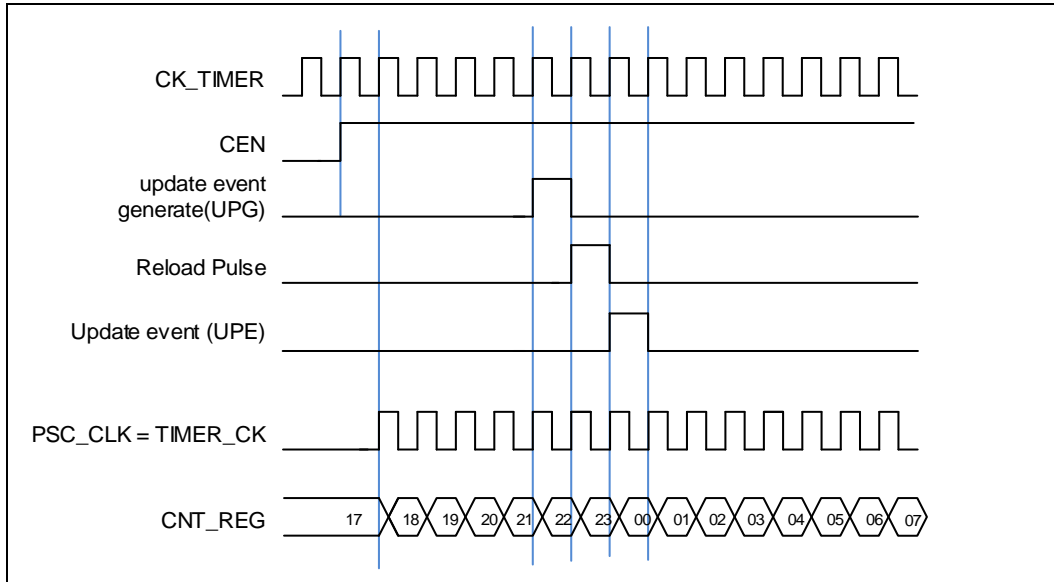 CK_TIMER
CEN
update event
generate(UPG)
Reload Pulse
Update event (UPE)
PSC_CLK = TIMER_CK
CNT_REG 17 18 19 20 21 22 23 00 01 02 03 04 05 06 07